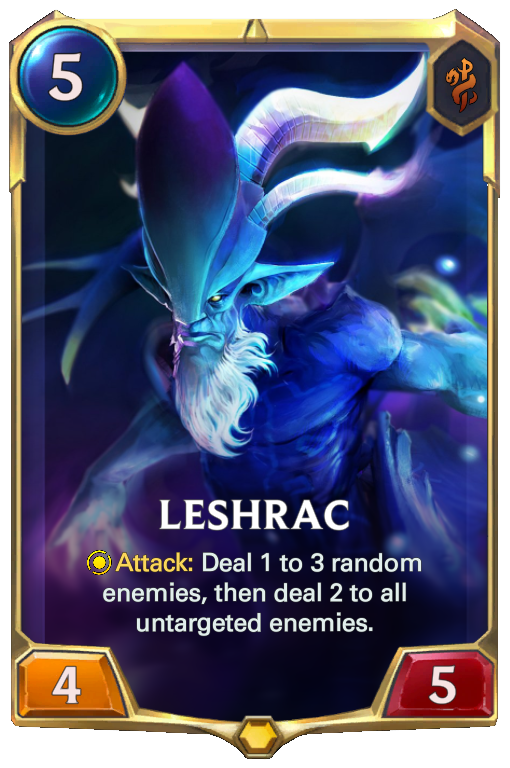 5
LESHRAC
Attack: Deal 1 to 3 random
enemies, then deal 2 to all
untargeted enemies.
4
5